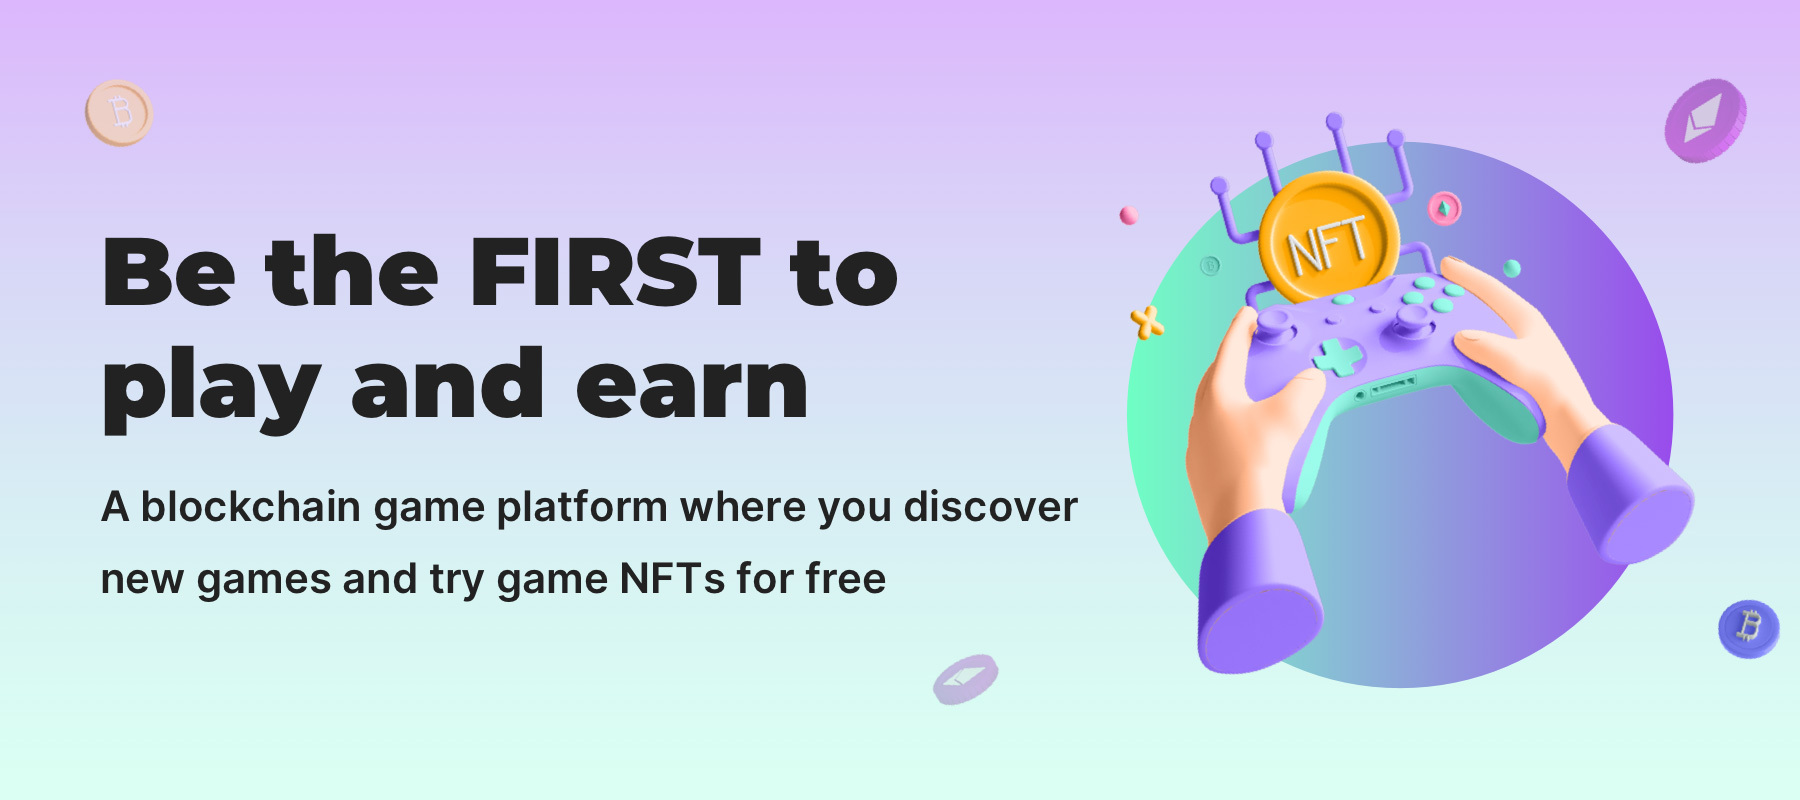 Be the FIRST to
play and earn
A blockchain game platform where you discover
new games and try game NFTs for free
NFT